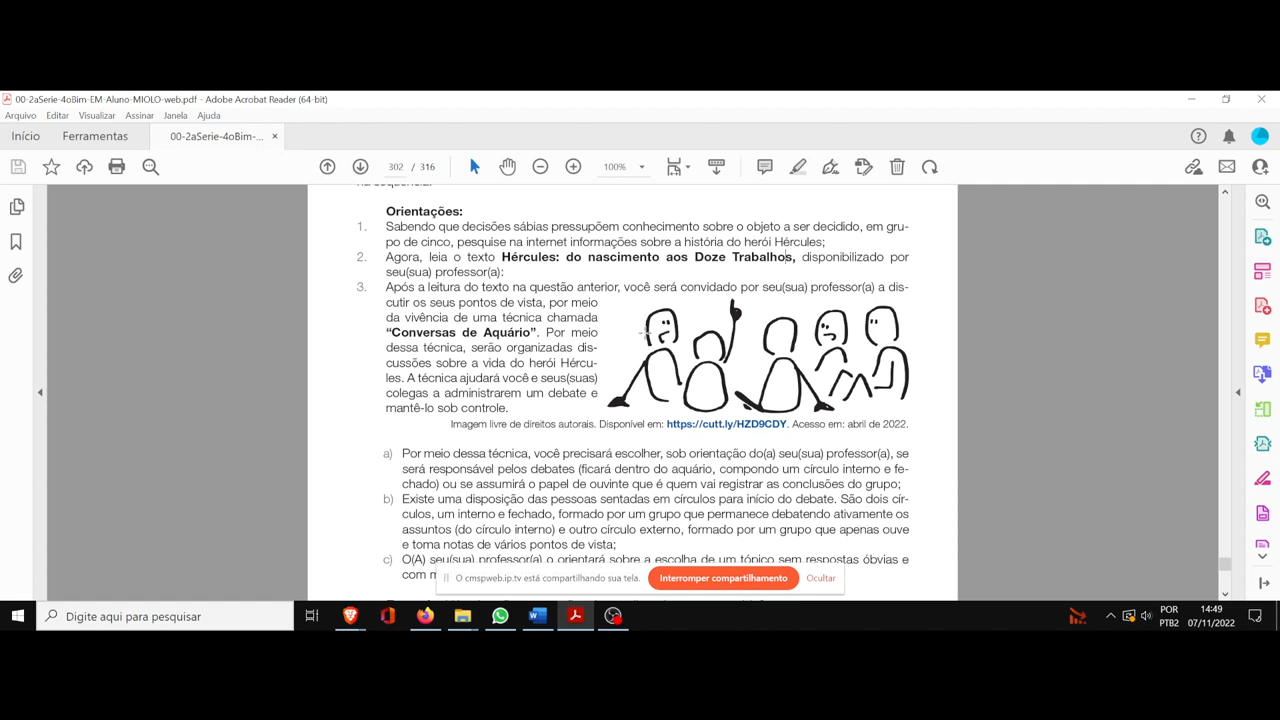 00-2aSerie-4oBim-EM-Aluno-MIOLO-web.pdf - Adobe Acrobat Reader (64-bit)
Arquivo Editar Visualizar Assinar Janela Ajuda
Início Ferramentas 00-2aSerie-4oBim-... ×
302 / 316 100%
na sequência.
Orientações:
1. Sabendo que decisões sábias pressupõem conhecimento sobre o objeto a ser decidido, em gru-
po de cinco, pesquise na internet informações sobre a história do herói Hércules;
2. Agora, leia o texto Hércules: do nascimento aos Doze Trabalhos, disponibilizado por
seu(sua) professor(a):
3. Após a leitura do texto na questão anterior, você será convidado por seu(sua) professor(a) a dis-
cutir os seus pontos de vista, por meio
da vivência de uma técnica chamada
“Conversas de Aquário”. Por meio
dessa técnica, serão organizadas dis-
cussões sobre a vida do herói Hércu-
les. A técnica ajudará você e seus(suas)
colegas a administrarem um debate e
mantê-lo sob controle.
Imagem livre de direitos autorais. Disponível em: https://cutt.ly/HZD9CDY. Acesso em: abril de 2022.
a) Por meio dessa técnica, você precisará escolher, sob orientação do(a) seu(sua) professor(a), se
será responsável pelos debates (ficará dentro do aquário, compondo um círculo interno e fe-
chado) ou se assumirá o papel de ouvinte que é quem vai registrar as conclusões do grupo;
b) Existe uma disposição das pessoas sentadas em círculos para início do debate. São dois cír-
culos, um interno e fechado, formado por um grupo que permanece debatendo ativamente os
assuntos (do círculo interno) e outro círculo externo, formado por um grupo que apenas ouve
e toma notas de vários pontos de vista;
c) O(A) seu(sua) professor(a) o orientará sobre a escolha de um tópico sem respostas óbvias e
com
O cmspweb.ip.tv está compartilhando sua tela. Interromper compartilhamento Ocultar
Digite aqui para pesquisar
POR 14:49
PTB2 07/11/2022